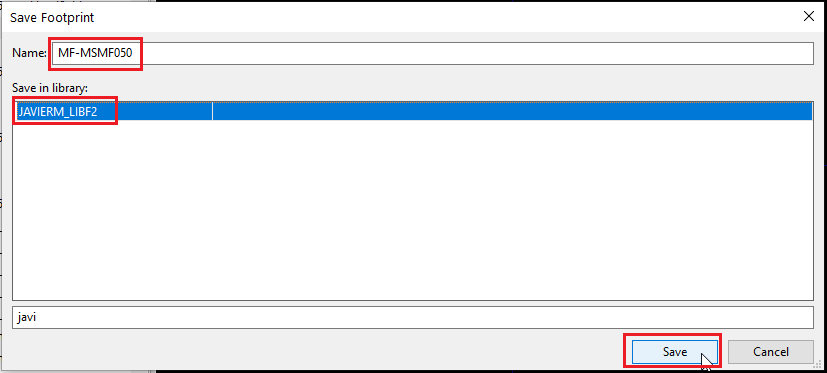 Save Footprint
Name: MF-MSMF050
Save in library:
JAVIERM_LIBF2
javi
Save Cancel